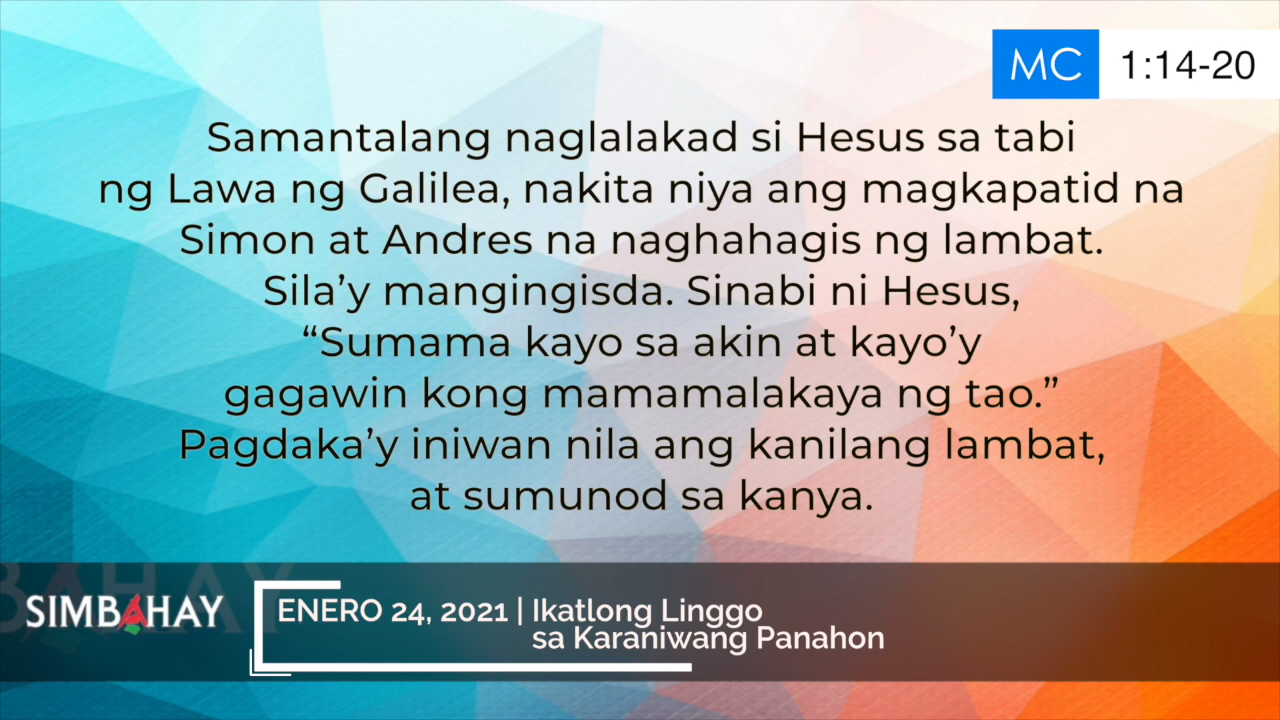 MC 1:14-20
Samantalang naglalakad si Hesus sa tabi
ng Lawa ng Galilea, nakita niya ang magkapatid na
Simon at Andres na naghahagis ng lambat.
Sila’y mangingisda. Sinabi ni Hesus,
“Sumama kayo sa akin at kayo’y
gagawin kong mamamalakaya ng tao.”
Pagdaka’y iniwan nila ang kanilang lambat,
at sumunod sa kanya.
SIMBAHAY
ENERO 24, 2021 | Ikatlong Linggo
sa Karaniwang Panahon